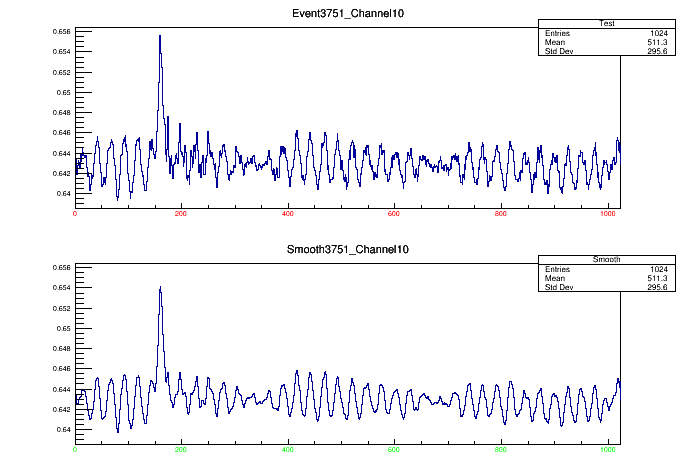 Event3751_Channel10
Test
Entries 1024
Mean 511.3
Std Dev 295.6
0.656
0.654
0.652
0.65
0.648
0.646
0.644
0.642
0.64
0 200 400 600 800 1000
Smooth3751_Channel10
Smooth
Entries 1024
Mean 511.3
Std Dev 295.6
0.656
0.654
0.652
0.65
0.648
0.646
0.644
0.642
0.64
0 200 400 600 800 1000